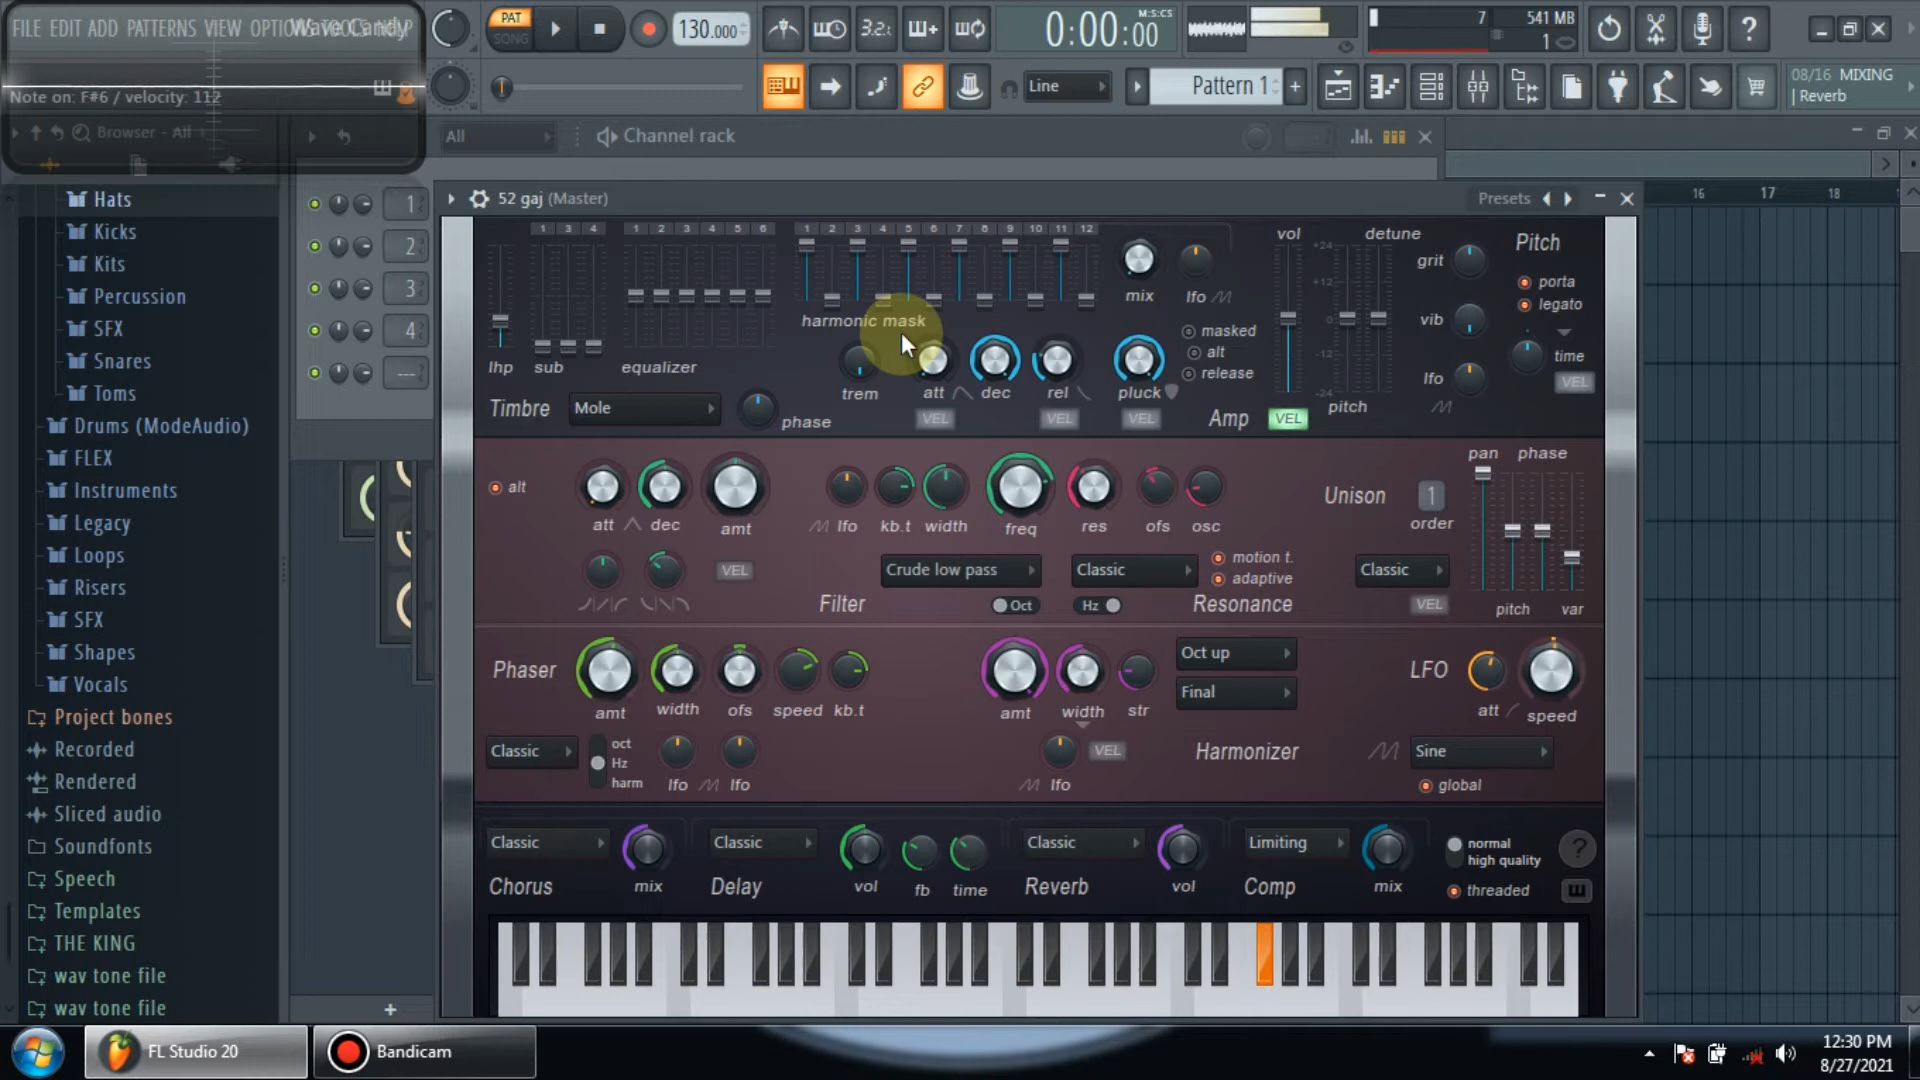 FILE EDIT ADD PATTERNS VIEW OPTIONS TOOLS HELP
Wave Candy
PAT
SONG
130.000
3.2.
0:00:00
M:S:CS
7
541 MB
1
Note on: F#6 / velocity: 112
Line
Pattern 1
+
08/16 MIXING
| Reverb
Browser - All
All
Channel rack
Hats
Kicks
Kits
Percussion
SFX
Snares
Toms
Drums (ModeAudio)
FLEX
Instruments
Legacy
Loops
Risers
SFX
Shapes
Vocals
Project bones
Recorded
Rendered
Sliced audio
Soundfonts
Speech
Templates
THE KING
wav tone file
wav tone file
1
2
3
4
---
+
52 gaj (Master)
Presets
16 17 18
1 3 4
1 2 3 4 5 6
1 2 3 4 5 6 7 8 9 10 11 12
lhp sub equalizer
harmonic mask
mix lfo
trem att dec rel pluck
VEL VEL VEL
masked
alt
release
Timbre Mole phase
vol detune
+24
+12
-12
-24
pitch
Amp VEL
grit
vib
lfo
Pitch
porta
legato
time
VEL
alt
att dec amt
VEL
lfo kb.t width freq res ofs osc
Crude low pass Classic
motion t.
adaptive
Filter Oct Hz Resonance
Unison 1
order
Classic
VEL
pan phase
pitch var
Phaser
amt width ofs speed kb.t
Classic
oct
Hz
harm
lfo lfo
amt width str
Oct up
Final
lfo VEL Harmonizer
LFO
att speed
Sine
global
Classic Classic Classic Limiting
Chorus mix Delay vol fb time Reverb vol Comp mix
normal
high quality
threaded
?
FL Studio 20
Bandicam
12:30 PM
8/27/2021